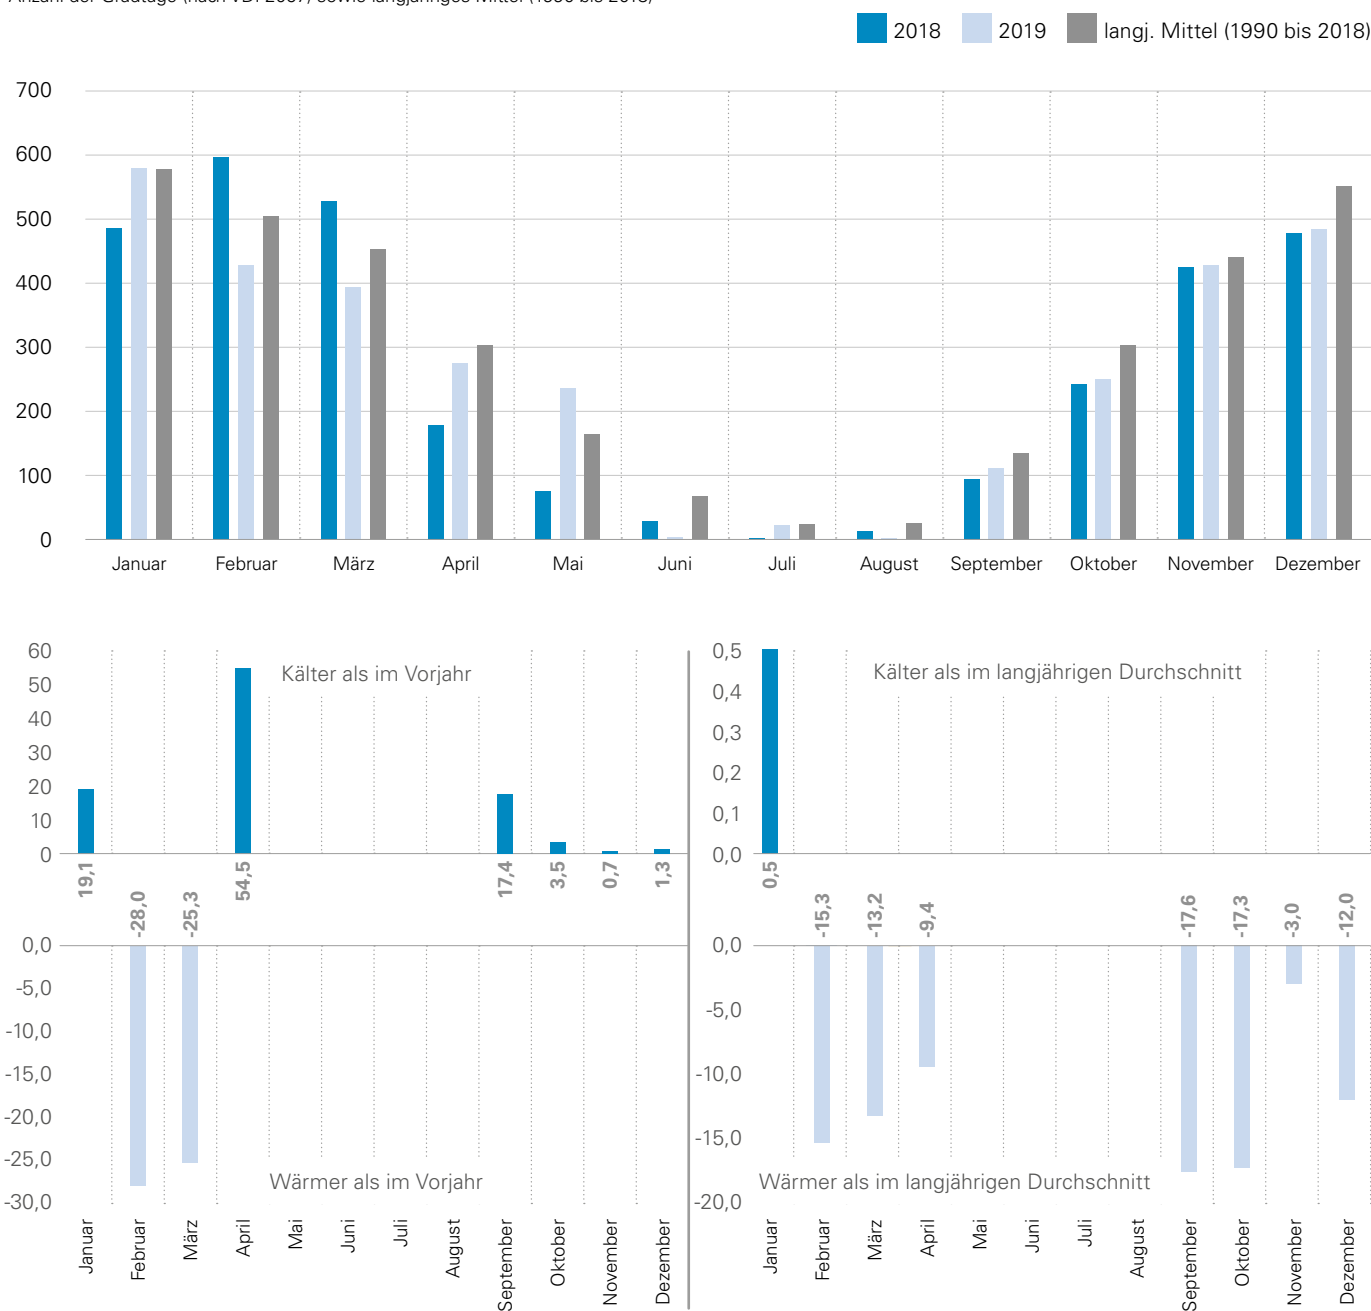 2018 2019 langj. Mittel (1990 bis 2018)
700
600
500
400
300
200
100
0
Januar Februar März April Mai Juni Juli August September Oktober November Dezember
60
50
40
30
20
10
0
Kälter als im Vorjahr
19,1
-28,0
-25,3
54,5
17,4
3,5
0,7
1,3
0,0
-5,0
-10,0
-15,0
-20,0
-25,0
-30,0
Wärmer als im Vorjahr
Januar
Februar
März
April
Mai
Juni
Juli
August
September
Oktober
November
Dezember
0,5
0,4
0,3
0,2
0,1
0,0
Kälter als im langjährigen Durchschnitt
0,5
-15,3
-13,2
-9,4
-17,6
-17,3
-3,0
-12,0
0,0
-5,0
-10,0
-15,0
-20,0
Wärmer als im langjährigen Durchschnitt
Januar
Februar
März
April
Mai
Juni
Juli
August
September
Oktober
November
Dezember